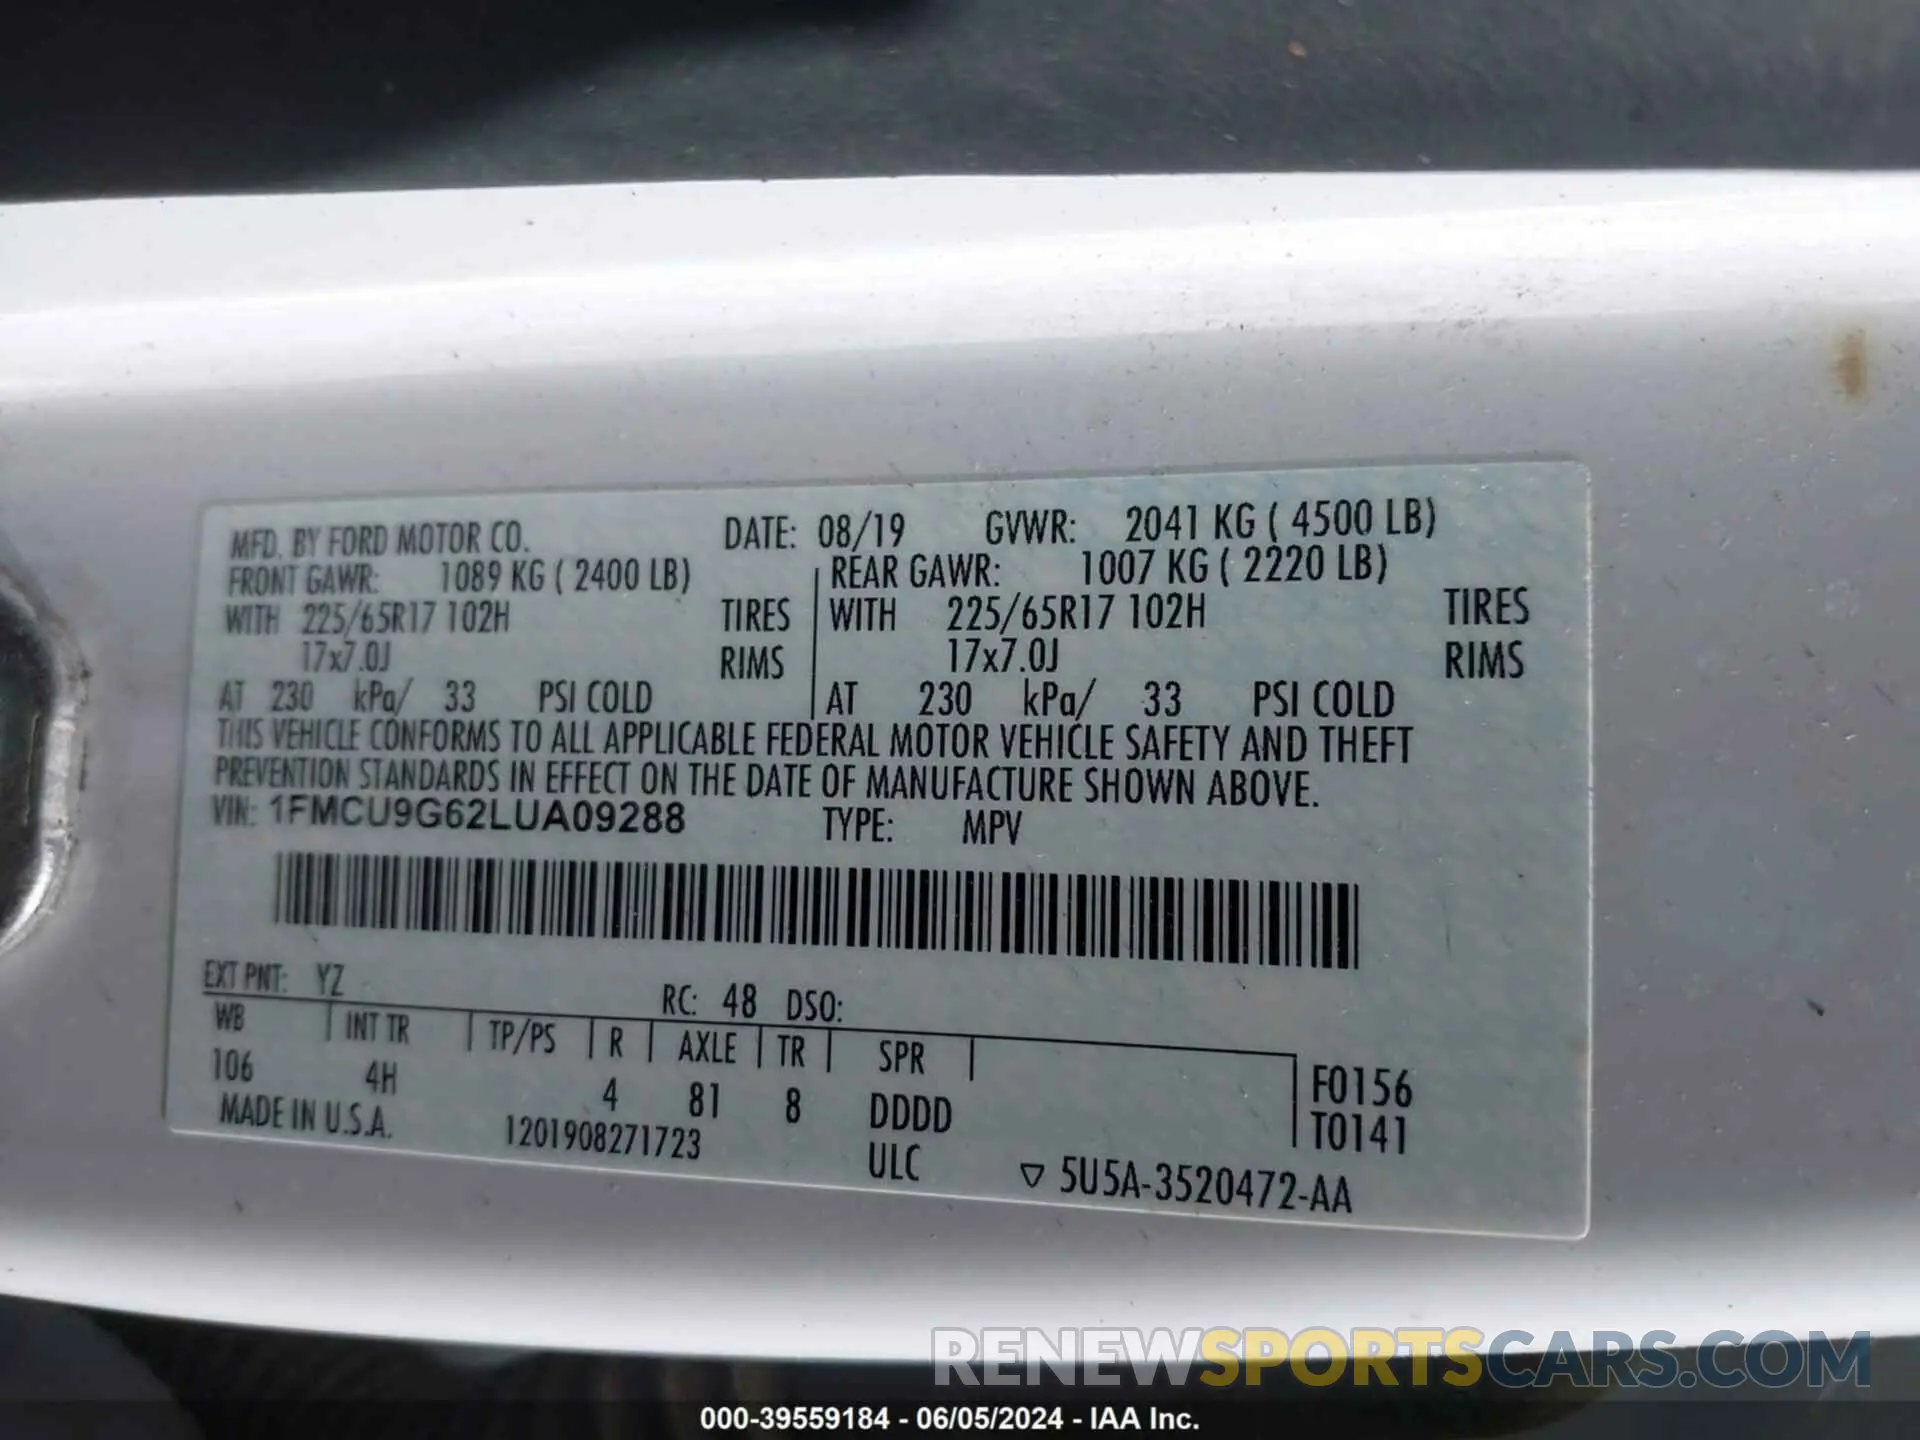 MFD. BY FORD MOTOR CO. DATE: 08/19 GVWR: 2041 KG ( 4500 LB)
FRONT GAWR: 1089 KG ( 2400 LB) REAR GAWR: 1007 KG ( 2220 LB)
WITH 225/65R17 102H TIRES WITH 225/65R17 102H TIRES
17x7.0J RIMS 17x7.0J RIMS
AT 230 kPa/ 33 PSI COLD AT 230 kPa/ 33 PSI COLD
THIS VEHICLE CONFORMS TO ALL APPLICABLE FEDERAL MOTOR VEHICLE SAFETY AND THEFT
PREVENTION STANDARDS IN EFFECT ON THE DATE OF MANUFACTURE SHOWN ABOVE.
VIN: 1FMCU9G62LUA09288 TYPE: MPV
EXT PNT: YZ RC: 48 DSO:
WB INT TR TP/PS R AXLE TR SPR
106 4H 4 81 8 DDDD F0156
T0141
MADE IN U.S.A. 1201908271723 ULC ▽ 5U5A-3520472-AA
RENEWSPORTSCARS.COM
000-39559184 - 06/05/2024 - IAA Inc.